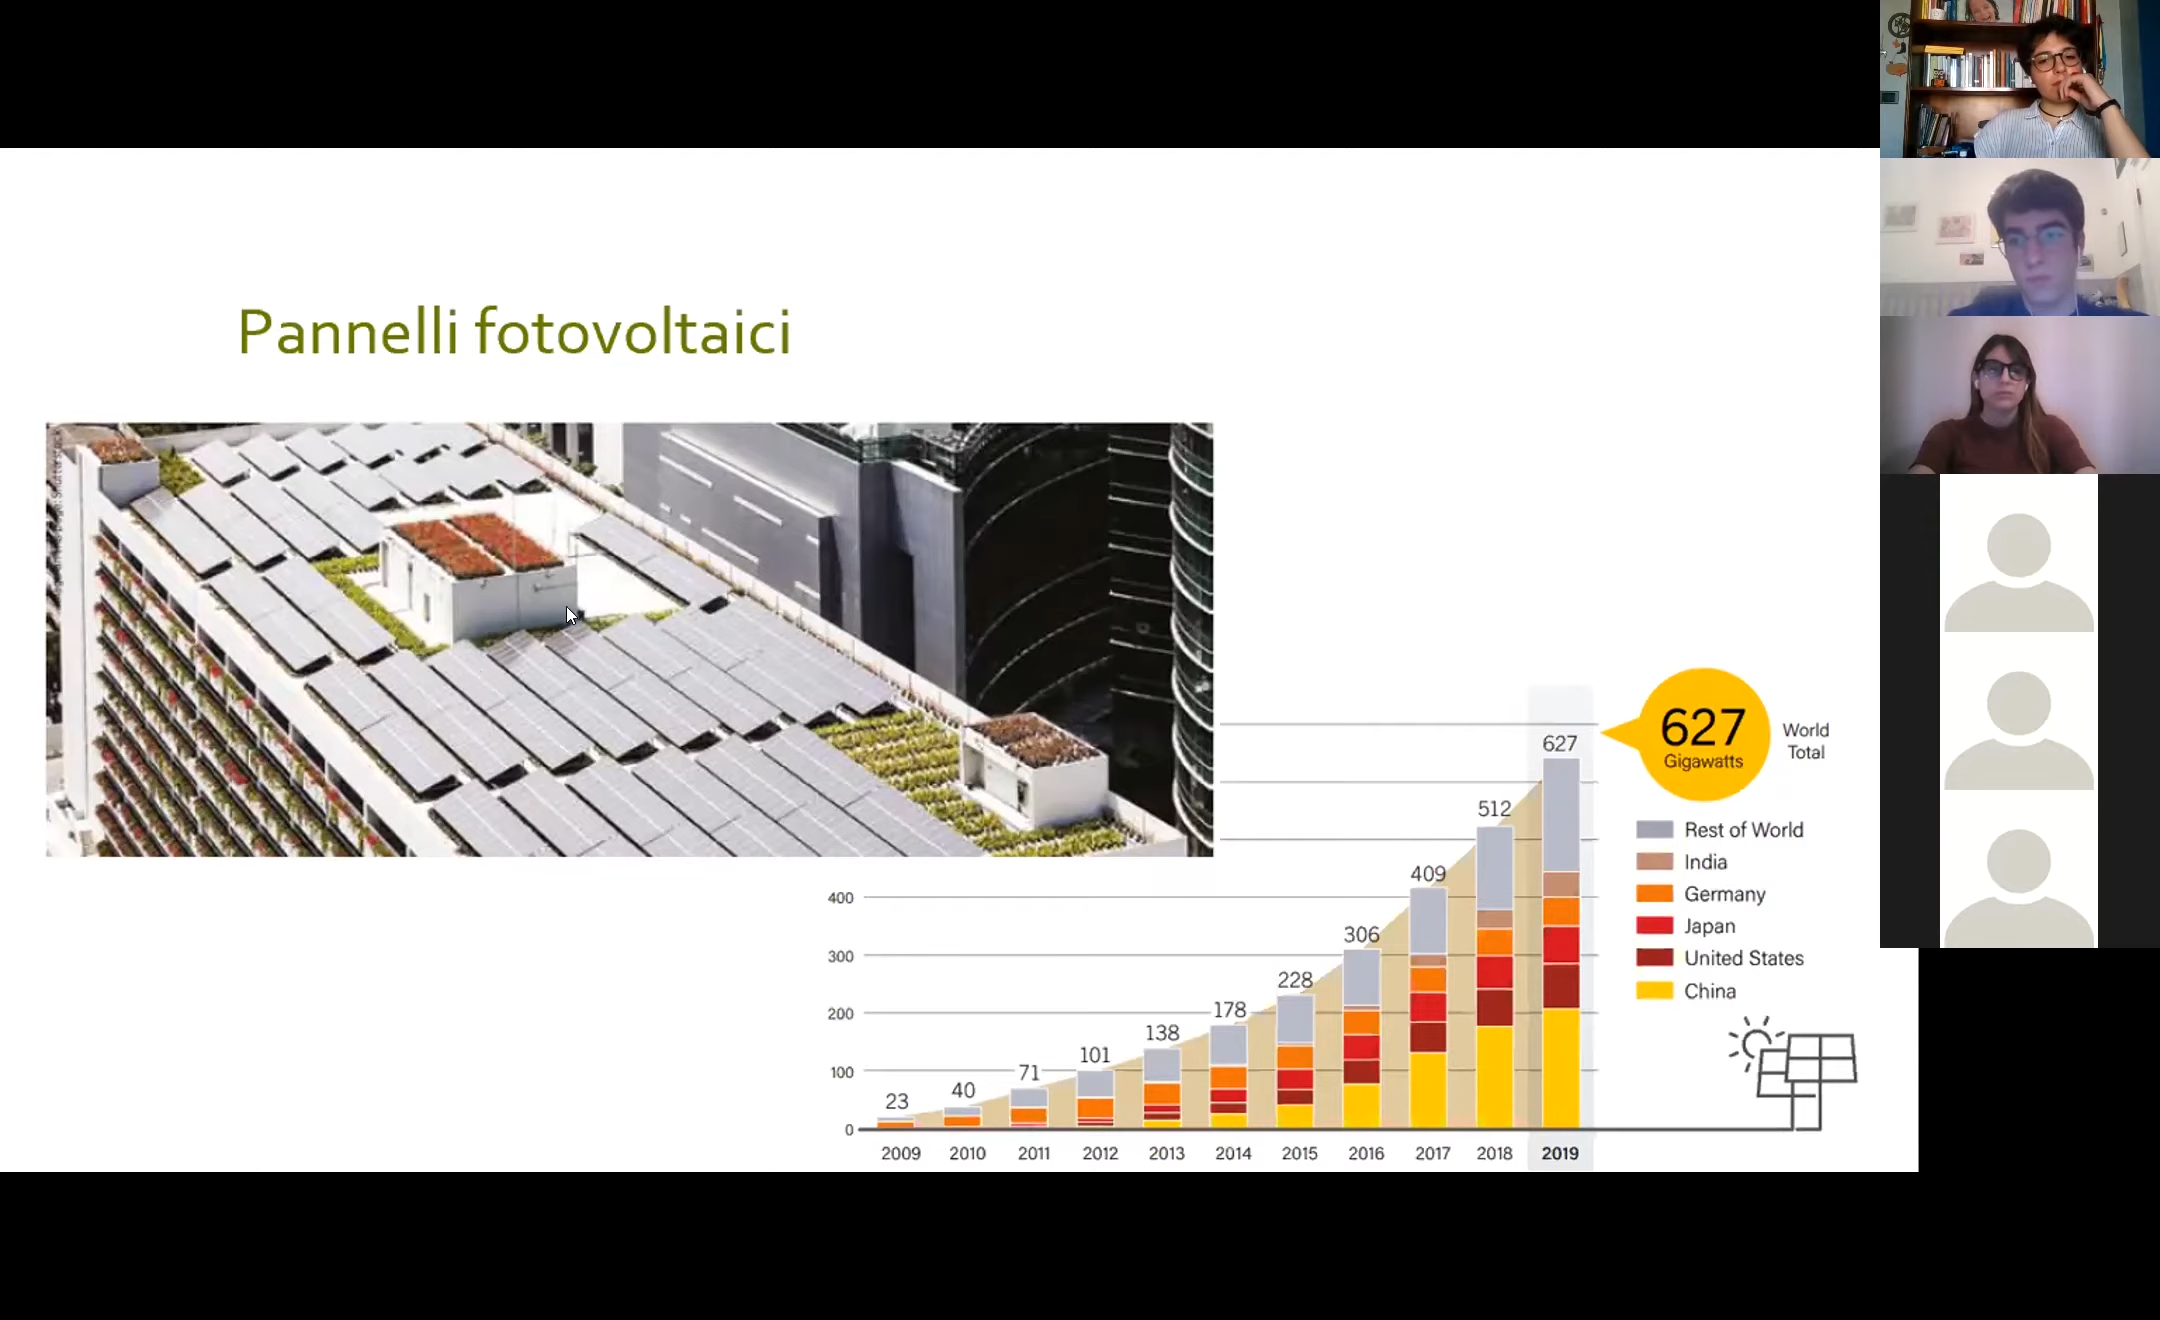 Pannelli fotovoltaici
627
Gigawatts
World
Total
Rest of World
India
Germany
Japan
United States
China
400
300
200
100
0
23
40
71
101
138
178
228
306
409
512
627
2009
2010
2011
2012
2013
2014
2015
2016
2017
2018
2019